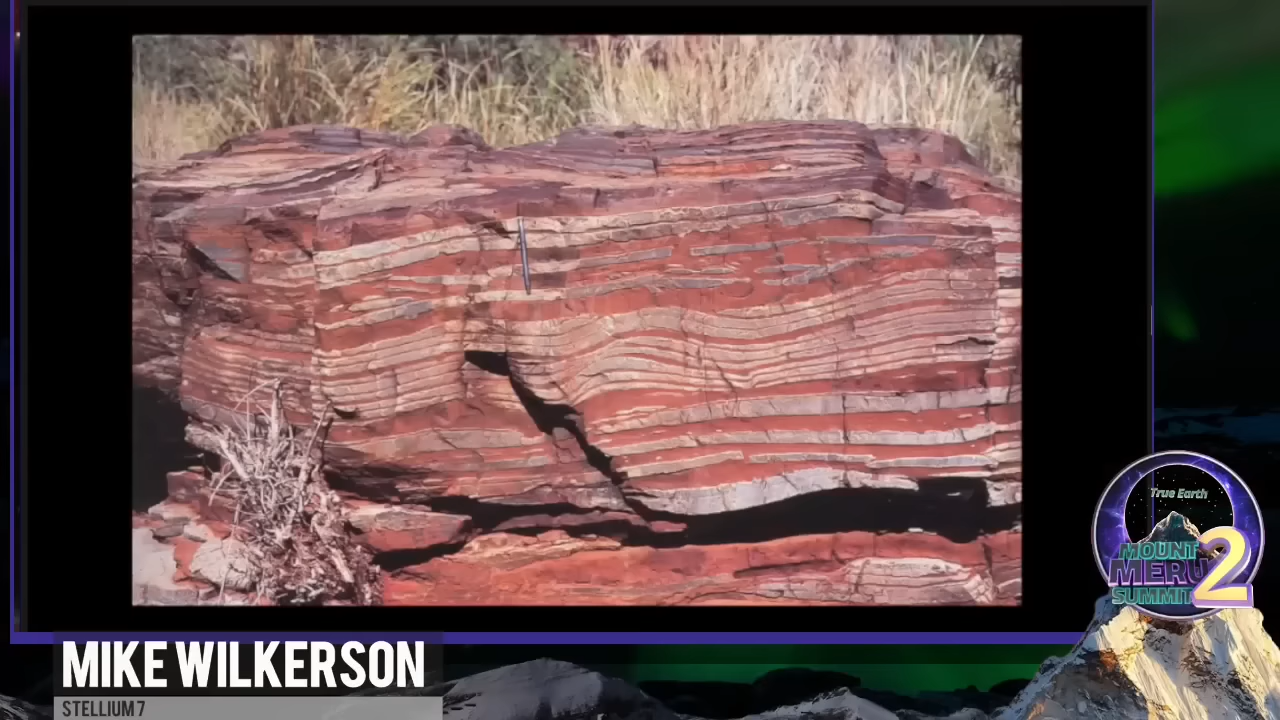 True Earth
MOUNT
MERU
SUMMIT
2
MIKE WILKERSON
STELLIUM 7